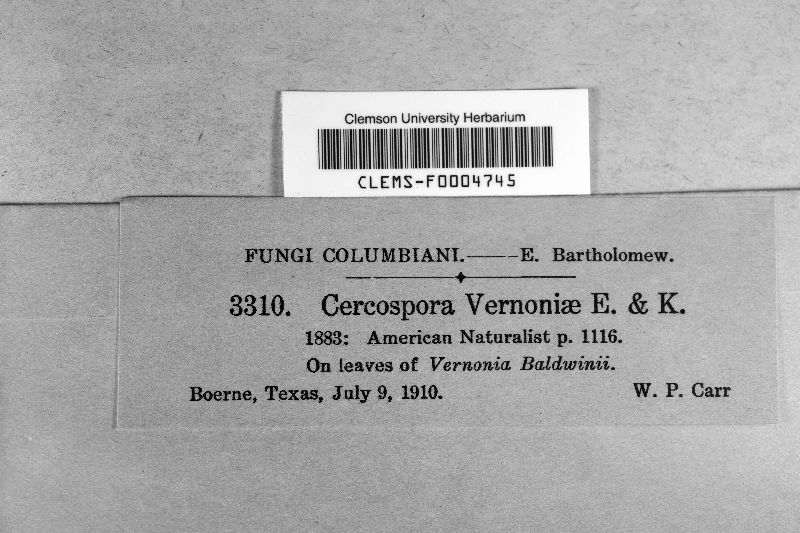 Clemson University Herbarium
CLEMS-F0004745
FUNGI COLUMBIANI.——E. Bartholomew.
3310. Cercospora Vernoniæ E. & K.
1883: American Naturalist p. 1116.
On leaves of Vernonia Baldwinii.
Boerne, Texas, July 9, 1910. W. P. Carr